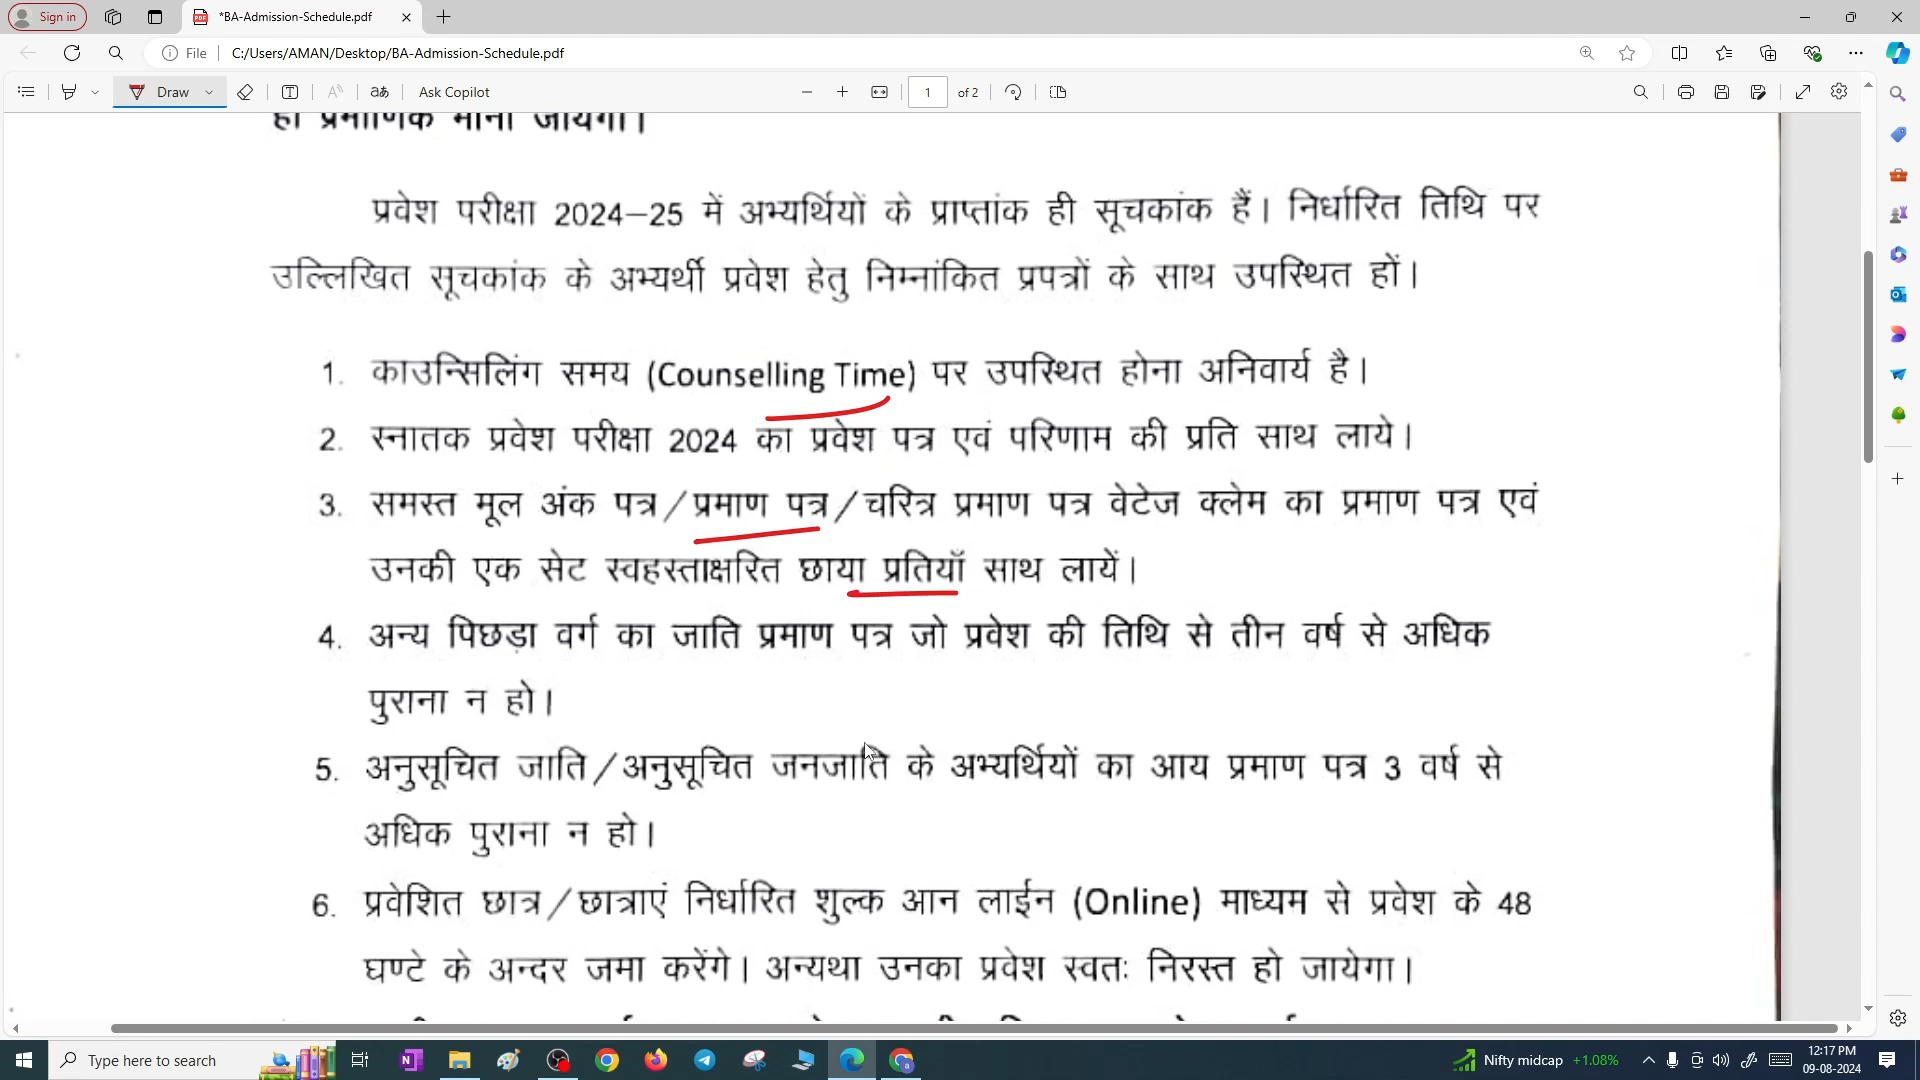 Sign in
*BA-Admission-Schedule.pdf
File
C:/Users/AMAN/Desktop/BA-Admission-Schedule.pdf
Draw
aあ
Ask Copilot
1 of 2
ही प्रमाणिक माना जायेगा।
प्रवेश परीक्षा 2024–25 में अभ्यर्थियों के प्राप्तांक ही सूचकांक हैं। निर्धारित तिथि पर
उल्लिखित सूचकांक के अभ्यर्थी प्रवेश हेतु निम्नांकित प्रपत्रों के साथ उपस्थित हों।
1. काउन्सिलिंग समय (Counselling Time) पर उपस्थित होना अनिवार्य है।
2. स्नातक प्रवेश परीक्षा 2024 का प्रवेश पत्र एवं परिणाम की प्रति साथ लाये।
3. समस्त मूल अंक पत्र/प्रमाण पत्र/चरित्र प्रमाण पत्र वेटेज क्लेम का प्रमाण पत्र एवं
उनकी एक सेट स्वहस्ताक्षरित छाया प्रतियाँ साथ लायें।
4. अन्य पिछड़ा वर्ग का जाति प्रमाण पत्र जो प्रवेश की तिथि से तीन वर्ष से अधिक
पुराना न हो।
5. अनुसूचित जाति/अनुसूचित जनजाति के अभ्यर्थियों का आय प्रमाण पत्र 3 वर्ष से
अधिक पुराना न हो।
6. प्रवेशित छात्र/छात्राएं निर्धारित शुल्क आन लाईन (Online) माध्यम से प्रवेश के 48
घण्टे के अन्दर जमा करेंगे। अन्यथा उनका प्रवेश स्वतः निरस्त हो जायेगा।
Type here to search
Nifty midcap +1.08%
12:17 PM
09-08-2024